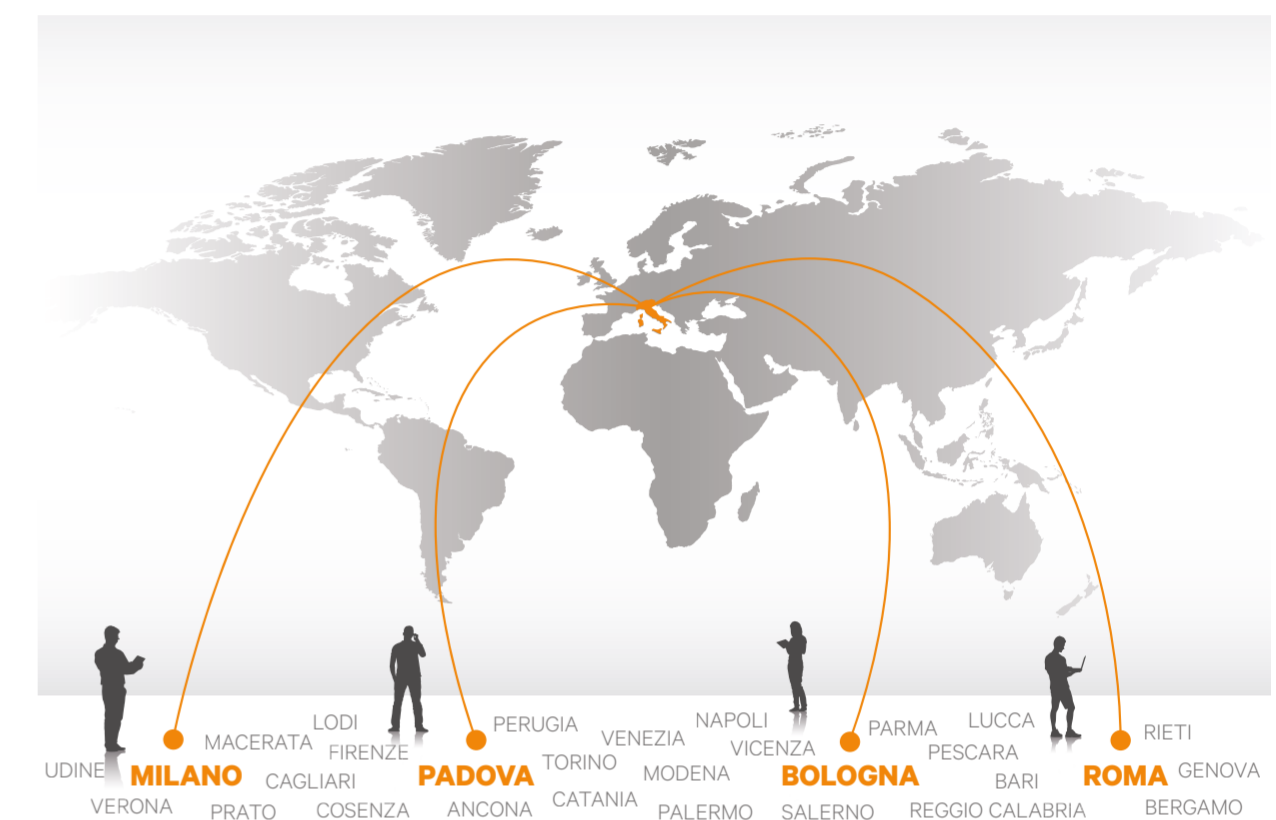 LODI
NAPOLI
LUCCA
PERUGIA
PARMA
RIETI
MACERATA
VENEZIA
FIRENZE
VICENZA
PESCARA
TORINO
UDINE
MILANO
CAGLIARI
PADOVA
MODENA
BOLOGNA
BARI
ROMA
GENOVA
VERONA
PRATO
COSENZA
ANCONA
CATANIA
PALERMO
SALERNO
REGGIO CALABRIA
BERGAMO